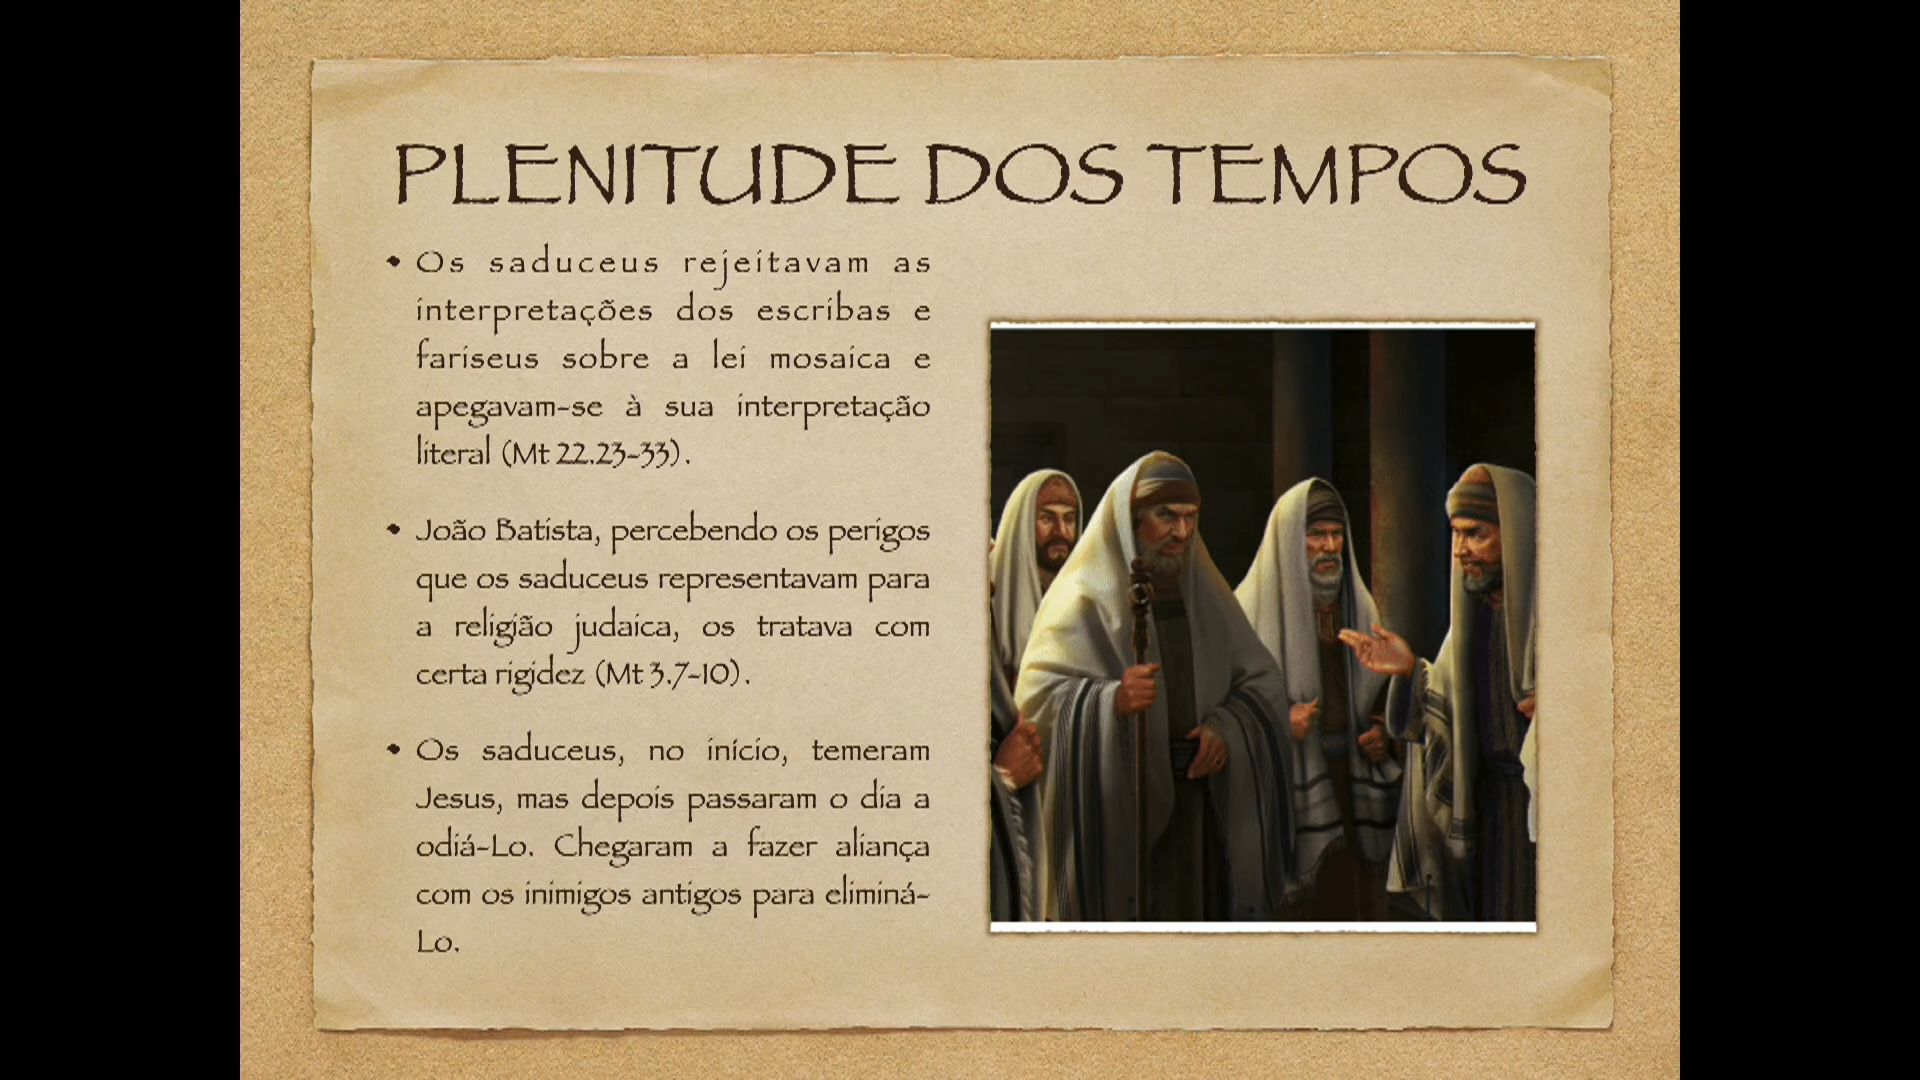 PLENITUDE DOS TEMPOS
• Os saduceus rejeitavam as
interpretações dos escribas e
fariseus sobre a lei mosaica e
apegavam-se à sua interpretação
literal (Mt 22.23-33).
• João Batista, percebendo os perigos
que os saduceus representavam para
a religião judaica, os tratava com
certa rigidez (Mt 3.7-10).
• Os saduceus, no início, temeram
Jesus, mas depois passaram o dia a
odiá-Lo. Chegaram a fazer aliança
com os inimigos antigos para eliminá-
Lo.